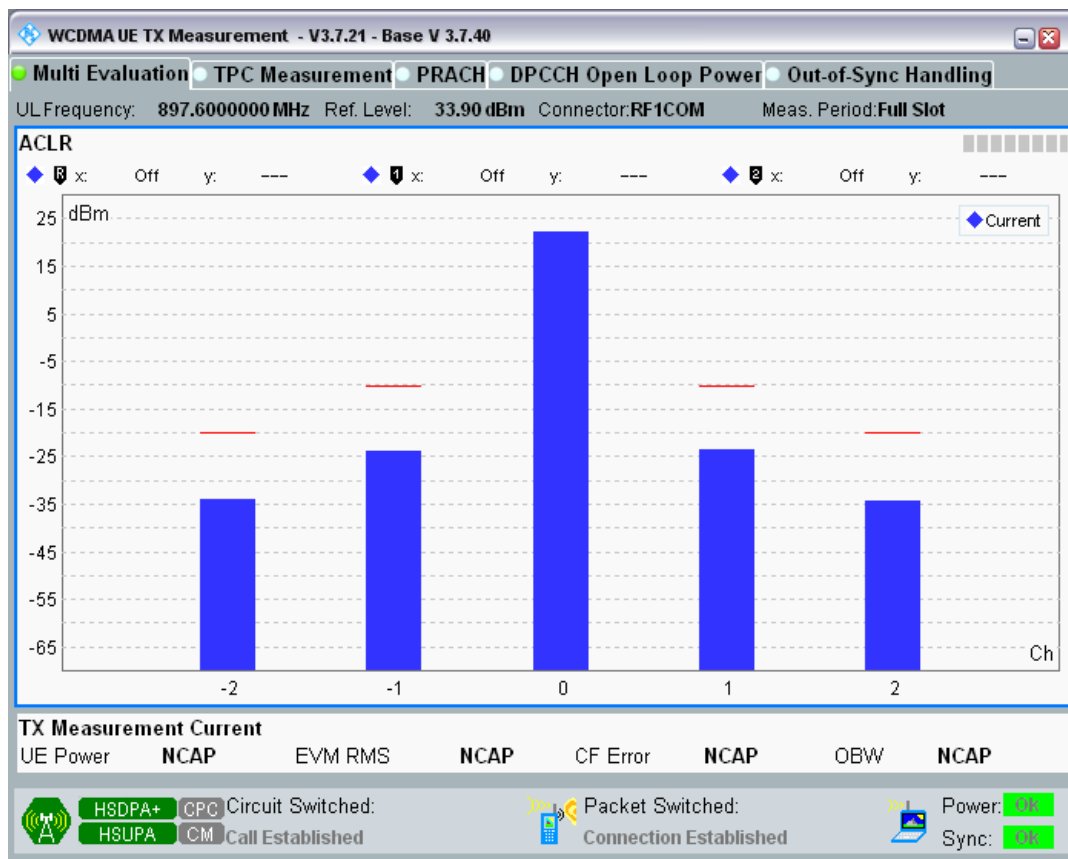 WCDMA UE TX Measurement - V3.7.21 - Base V 3.7.40
Multi Evaluation TPC Measurement PRACH DPCCH Open Loop Power Out-of-Sync Handling
UL Frequency: 897.6000000 MHz Ref. Level: 33.90 dBm Connector:RF1COM Meas. Period:Full Slot
ACLR
R x: Off y: --- 1 x: Off y: --- 2 x: Off y: ---
dBm
Current
25
15
5
-5
-15
-25
-35
-45
-55
-65
Ch
-2 -1 0 1 2
TX Measurement Current
UE Power NCAP EVM RMS NCAP CF Error NCAP OBW NCAP
HSDPA+ CPC Circuit Switched: Packet Switched: Power: OK
HSUPA CM Call Established Connection Established Sync: OK